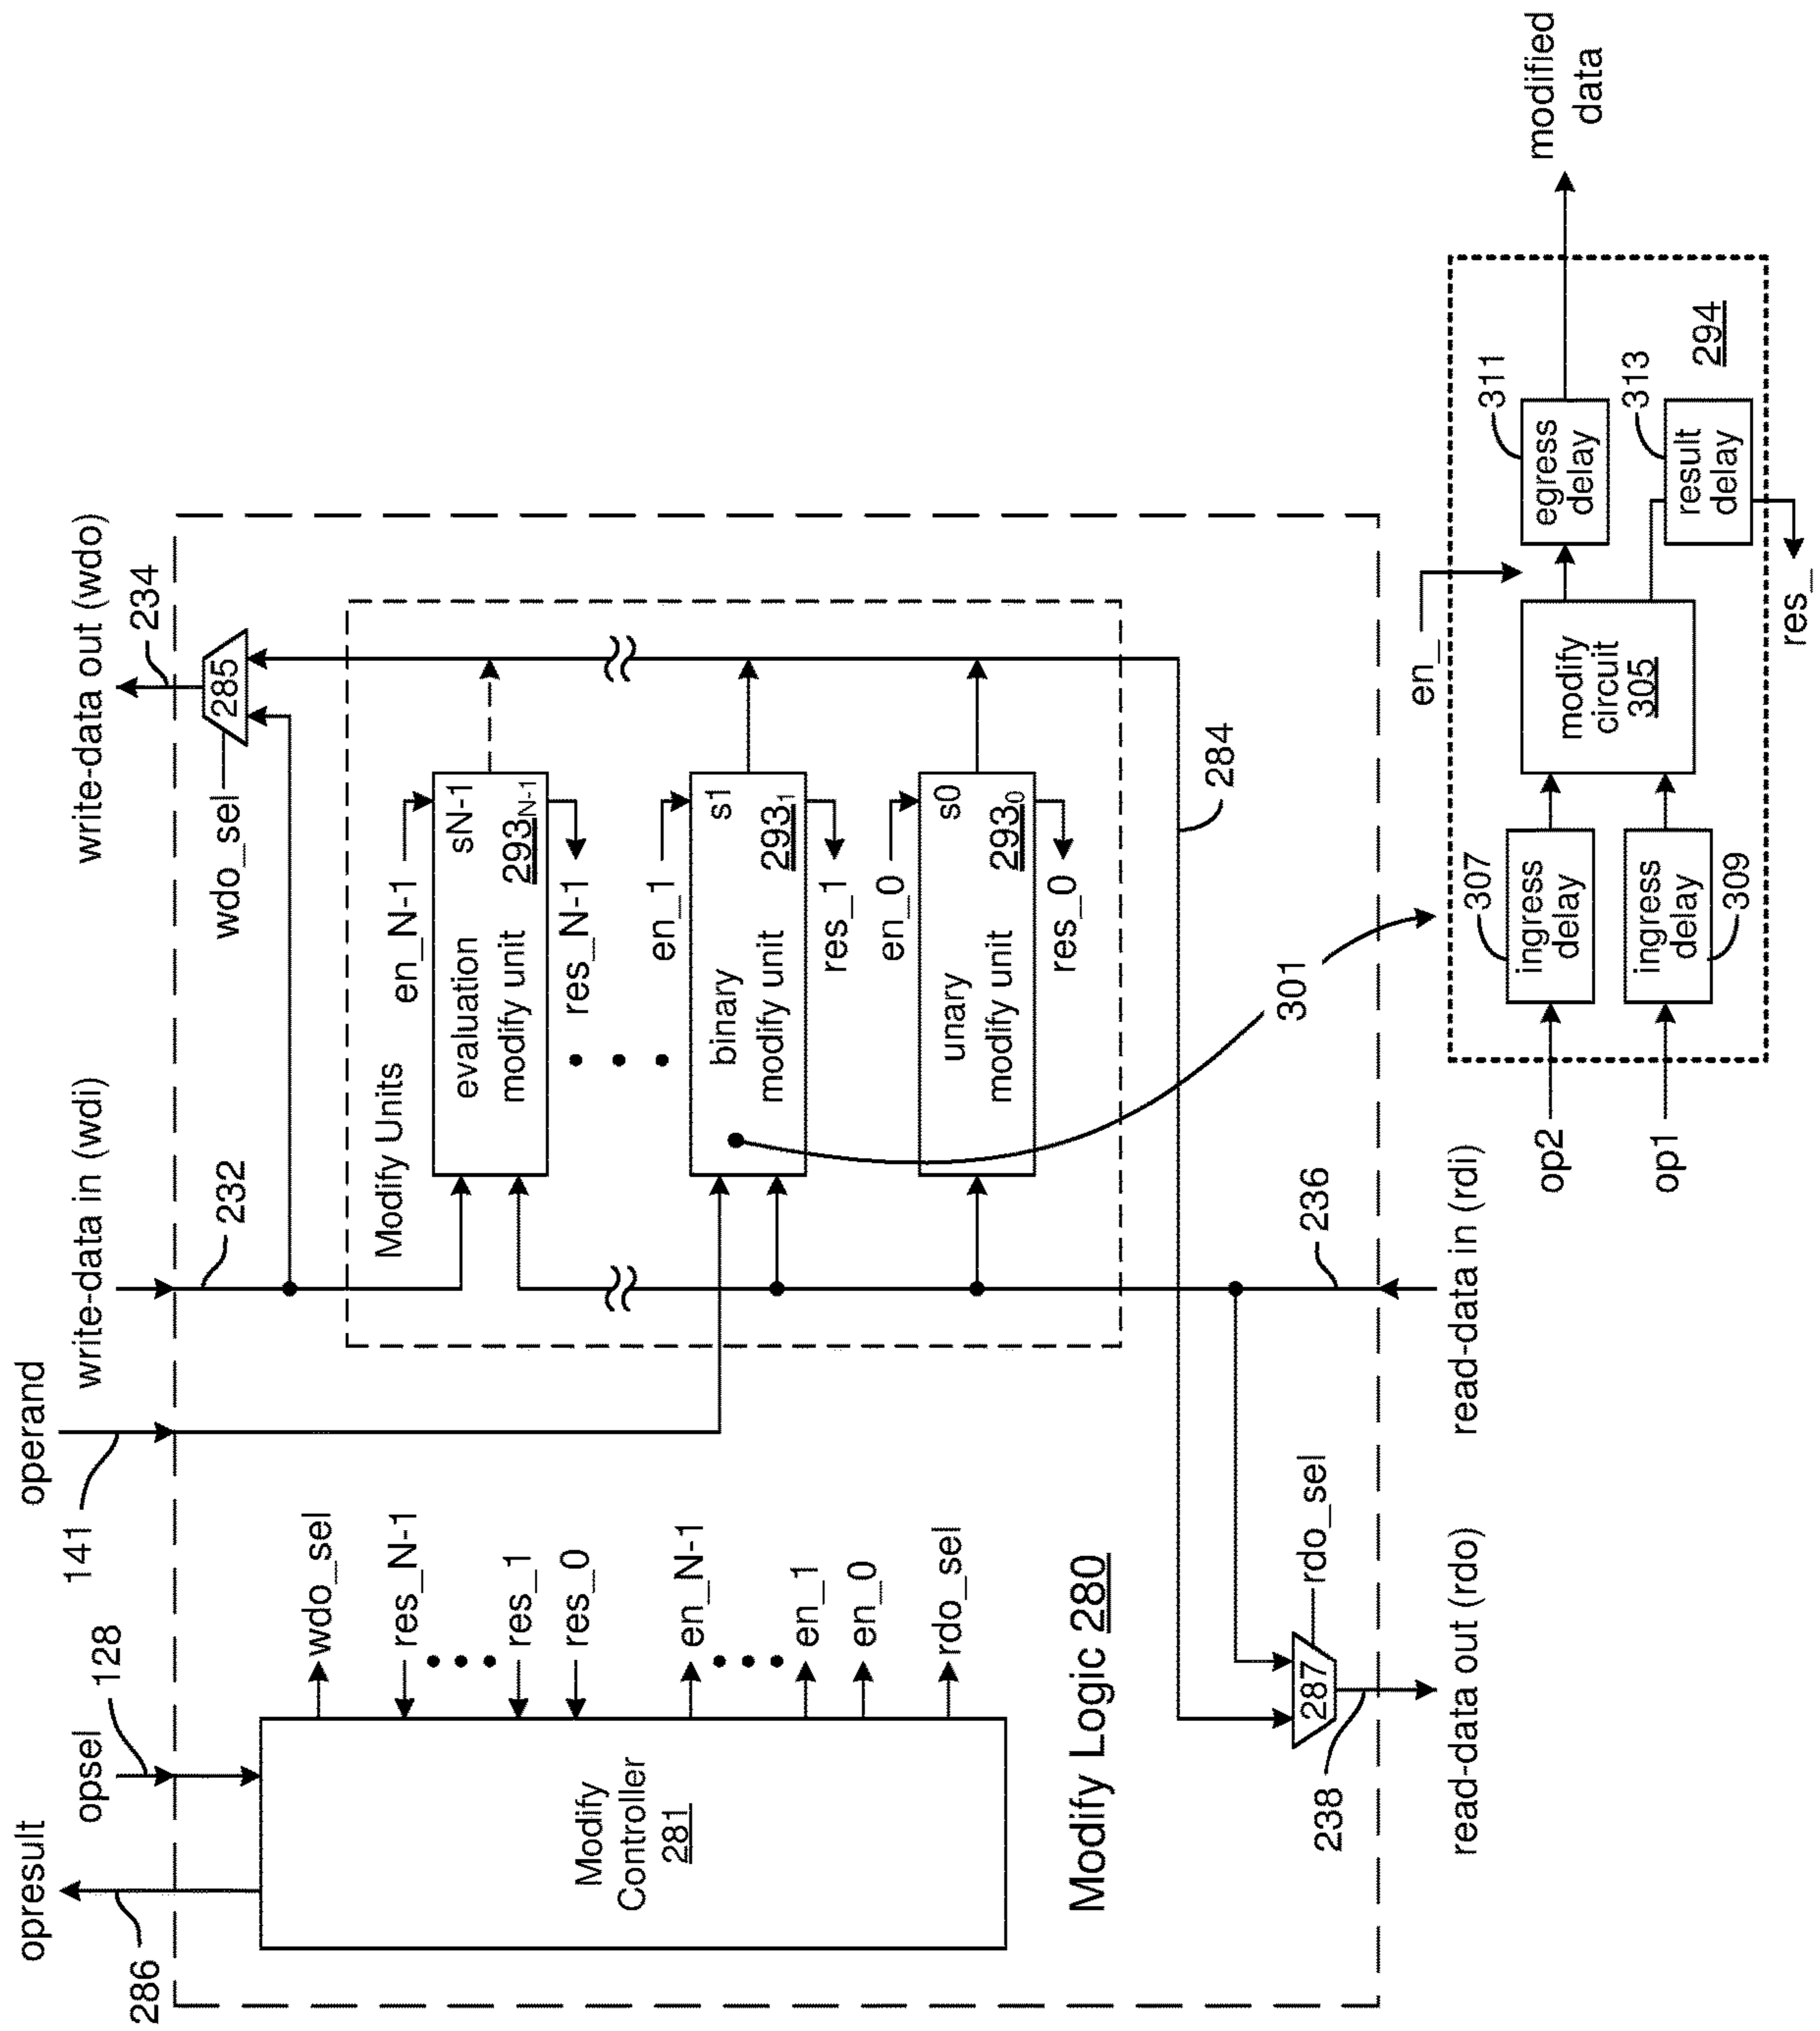 opresult
286
opsel
128
141
operand
write-data in (wdi)
232
write-data out (wdo)
234
285
wdo_sel
Modify
Controller
281
wdo_sel
res_N-1
res_1
res_0
en_N-1
en_1
en_0
rdo_sel
Modify Units
evaluation
modify unit
sN-1
293N-1
en_N-1
res_N-1
binary
modify unit
s1
2931
en_1
res_1
unary
modify unit
s0
2930
en_0
res_0
284
301
Modify Logic 280
287
rdo_sel
238
236
read-data out (rdo)
read-data in (rdi)
op2
op1
307
ingress
delay
ingress
delay
309
en_
modify
circuit
305
311
egress
delay
313
result
delay
294
res_
modified
data